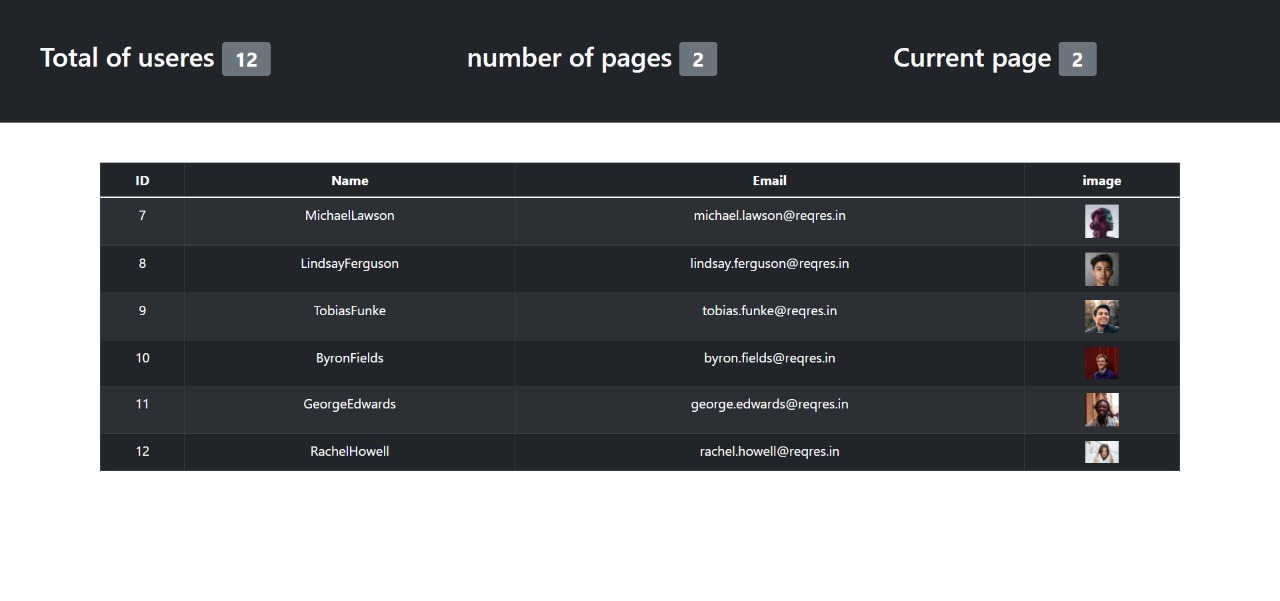 Total of useres 12 number of pages 2 Current page 2
ID Name Email image
7 MichaelLawson michael.lawson@reqres.in
8 LindsayFerguson lindsay.ferguson@reqres.in
9 TobiasFunke tobias.funke@reqres.in
10 ByronFields byron.fields@reqres.in
11 GeorgeEdwards george.edwards@reqres.in
12 RachelHowell rachel.howell@reqres.in